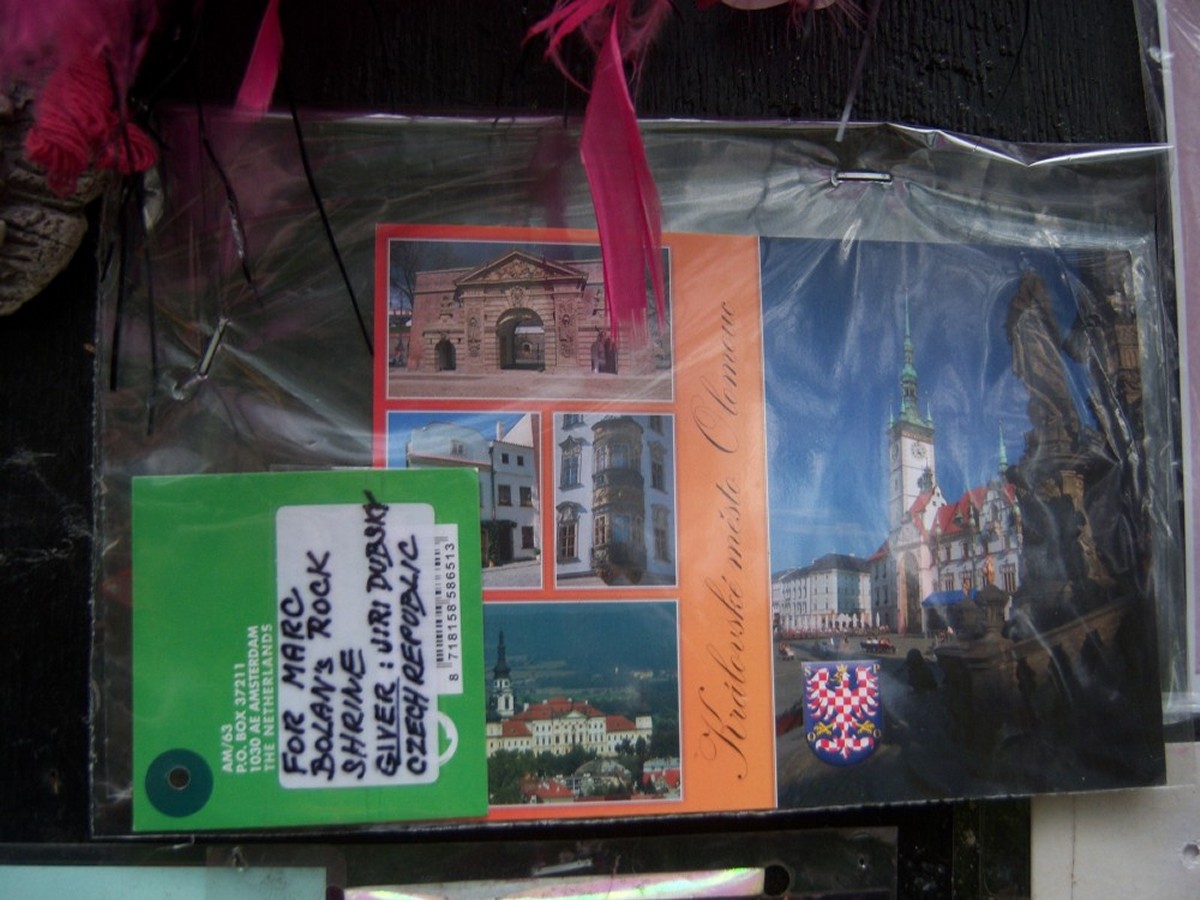 Královské město Olomouc
AM/63
P.O. BOX 37211
1030 AE AMSTERDAM
THE NETHERLANDS
FOR MARC
BOLAN's ROCK
SHRINE
GIVER : JIRI DUBSKY
CZECH REPUBLIC
8 718158 586513